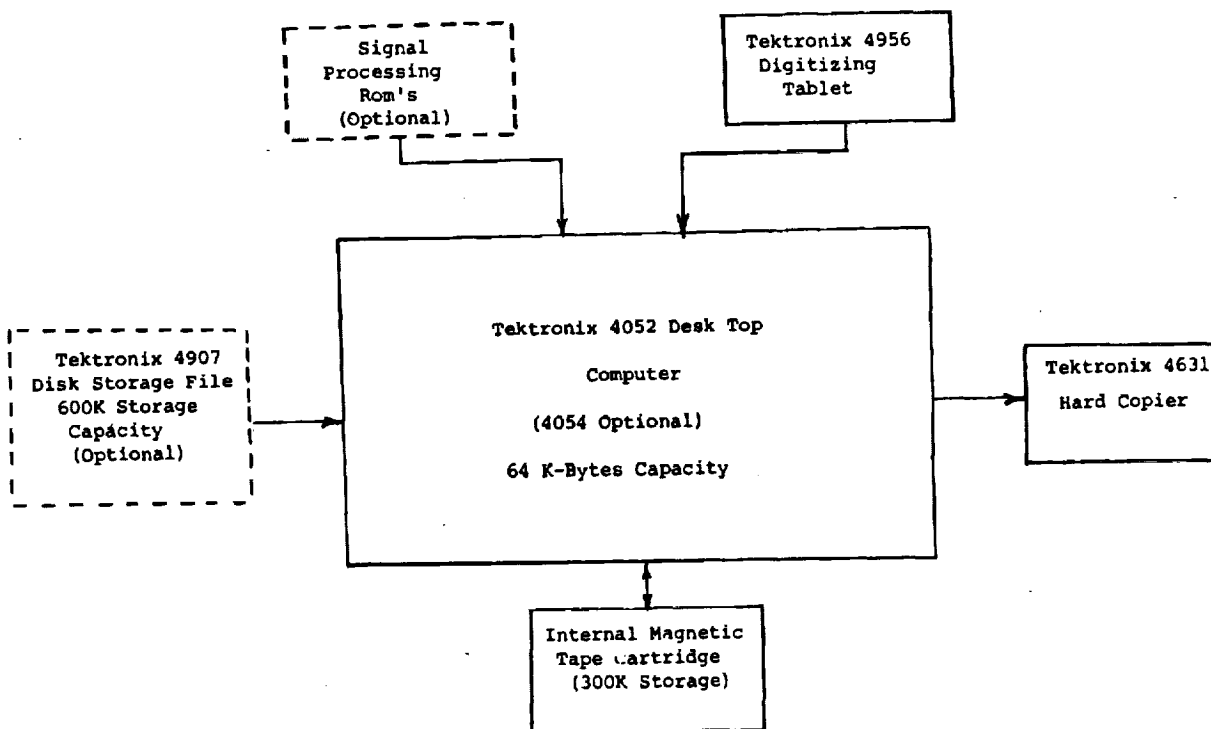 Signal
Processing
Rom's
(Optional)
Tektronix 4956
Digitizing
Tablet
Tektronix 4907
Disk Storage File
600K Storage
Capacity
(Optional)
Tektronix 4052 Desk Top
Computer
(4054 Optional)
64 K-Bytes Capacity
Tektronix 4631
Hard Copier
Internal Magnetic
Tape Cartridge
(300K Storage)